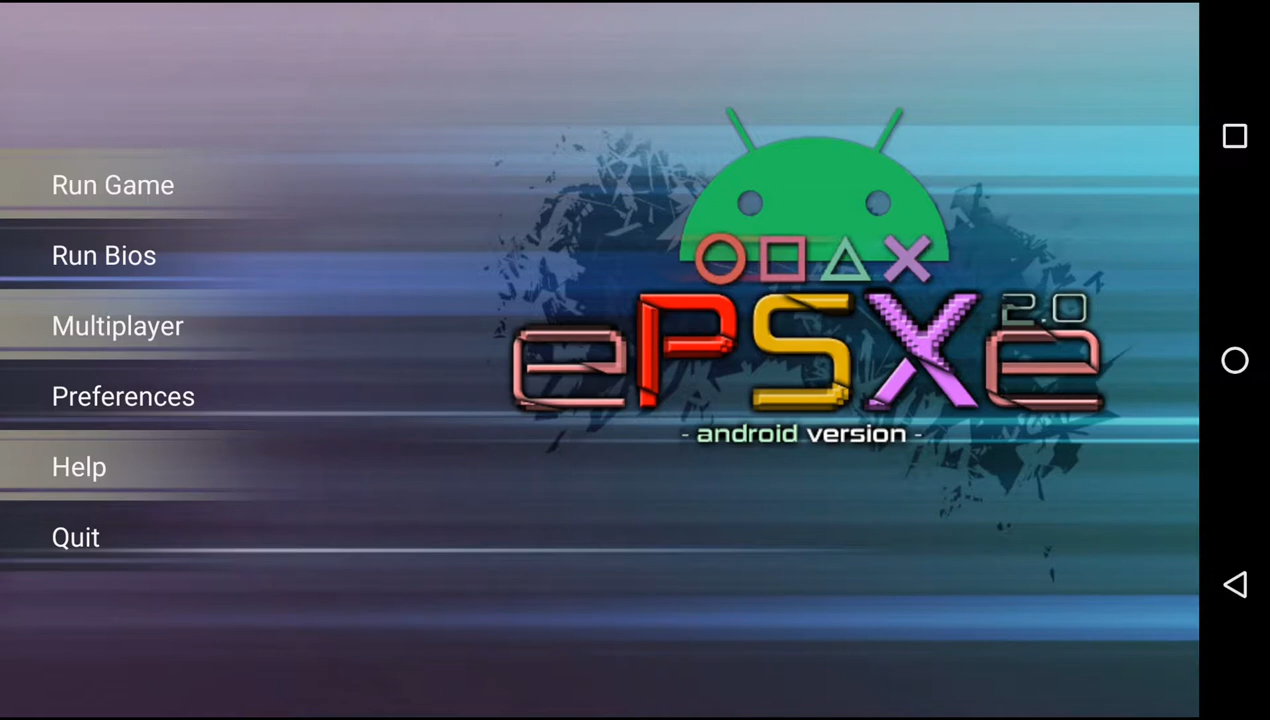 Run Game
Run Bios
Multiplayer
Preferences
Help
Quit
2.0
ePSXe
- android version -